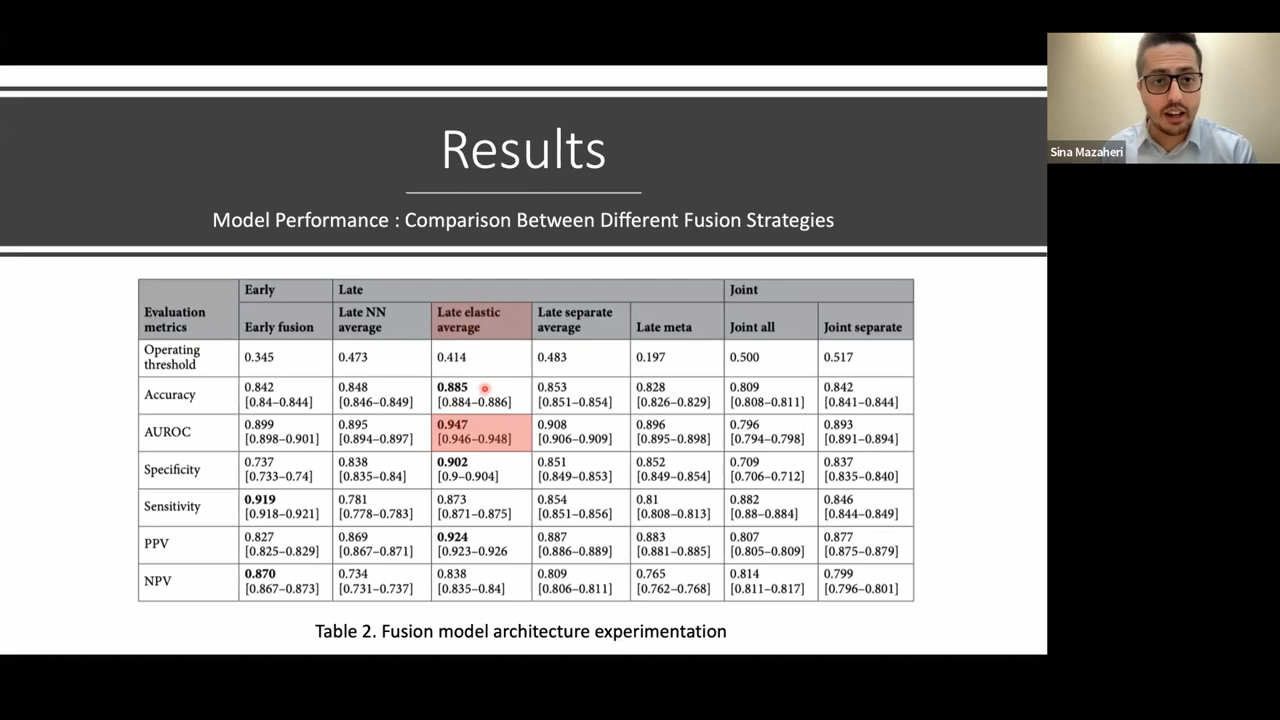 Results
Model Performance : Comparison Between Different Fusion Strategies
Sina Mazaheri
Evaluation metrics Early Late Joint
Early fusion Late NN average Late elastic average Late separate average Late meta Joint all Joint separate
Operating threshold 0.345 0.473 0.414 0.483 0.197 0.500 0.517
Accuracy 0.842 0.848 0.885 0.853 0.828 0.809 0.842
[0.84–0.844] [0.846–0.849] [0.884–0.886] [0.851–0.854] [0.826–0.829] [0.808–0.811] [0.841–0.844]
AUROC 0.899 0.895 0.947 0.908 0.896 0.796 0.893
[0.898–0.901] [0.894–0.897] [0.946–0.948] [0.906–0.909] [0.895–0.898] [0.794–0.798] [0.891–0.894]
Specificity 0.737 0.838 0.902 0.851 0.852 0.709 0.837
[0.733–0.74] [0.835–0.84] [0.9–0.904] [0.849–0.853] [0.849–0.854] [0.706–0.712] [0.835–0.840]
Sensitivity 0.919 0.781 0.873 0.854 0.81 0.882 0.846
[0.918–0.921] [0.778–0.783] [0.871–0.875] [0.851–0.856] [0.808–0.813] [0.88–0.884] [0.844–0.849]
PPV 0.827 0.869 0.924 0.887 0.883 0.807 0.877
[0.825–0.829] [0.867–0.871] [0.923–0.926 [0.886–0.889] [0.881–0.885] [0.805–0.809] [0.875–0.879]
NPV 0.870 0.734 0.838 0.809 0.765 0.814 0.799
[0.867–0.873] [0.731–0.737] [0.835–0.84] [0.806–0.811] [0.762–0.768] [0.811–0.817] [0.796–0.801]
Table 2. Fusion model architecture experimentation